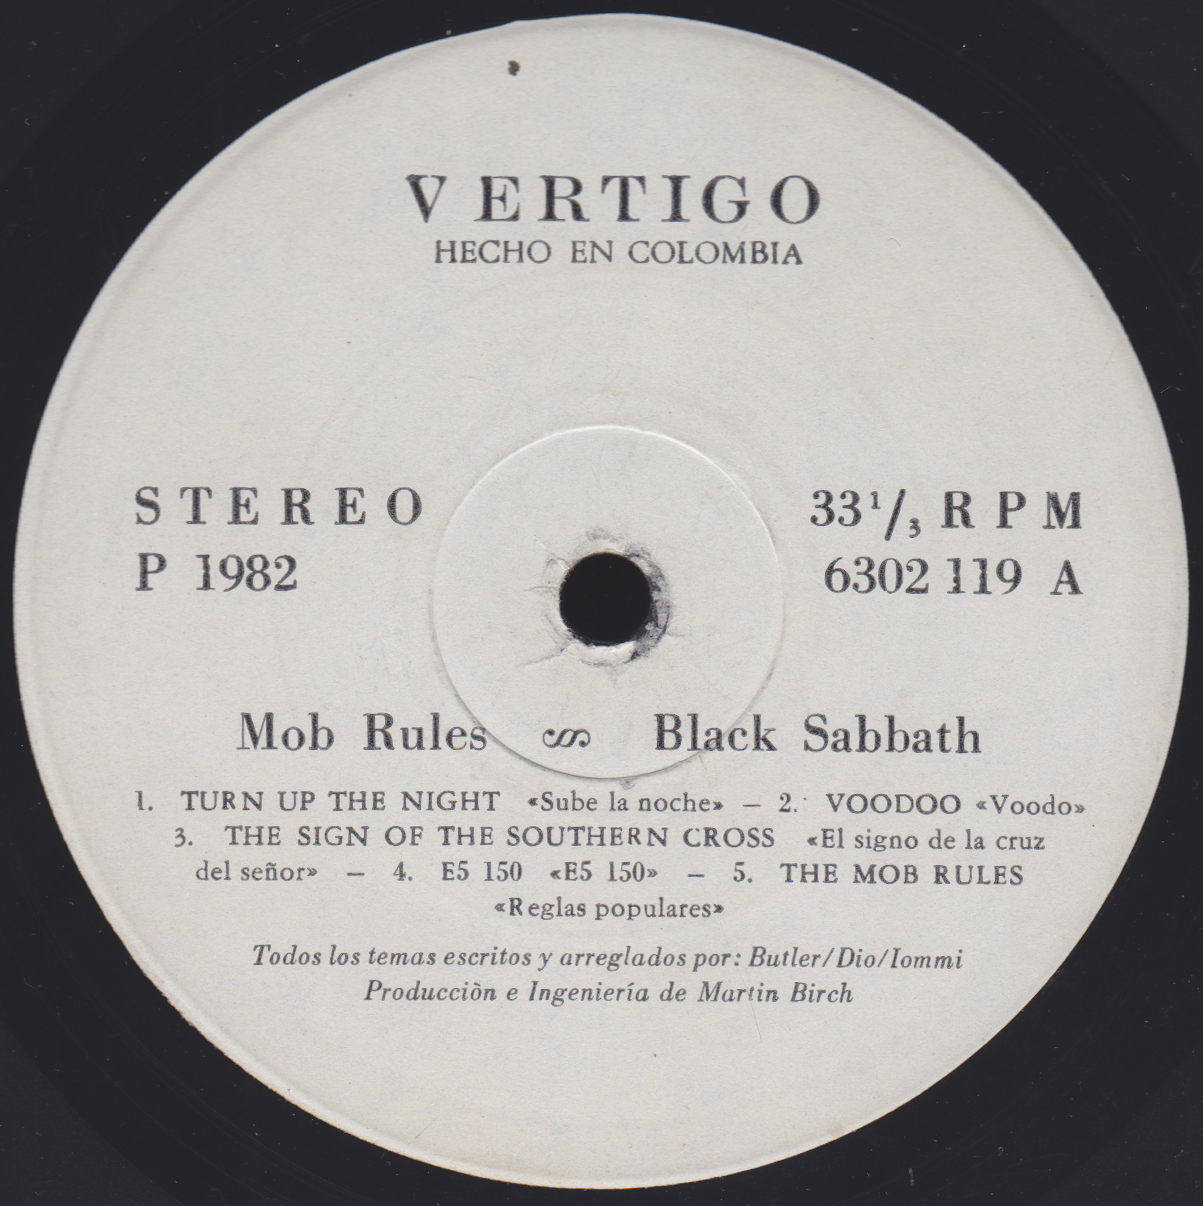 VERTIGO
HECHO EN COLOMBIA
STEREO
33 1/3 RPM
P 1982
6302 119 A
Mob Rules Black Sabbath
1. TURN UP THE NIGHT «Sube la noche» – 2. VOODOO «Voodo»
3. THE SIGN OF THE SOUTHERN CROSS «El signo de la cruz
del señor» – 4. E5 150 «E5 150» – 5. THE MOB RULES
«Reglas populares»
Todos los temas escritos y arreglados por: Butler/Dio/Iommi
Producciòn e Ingeniería de Martin Birch